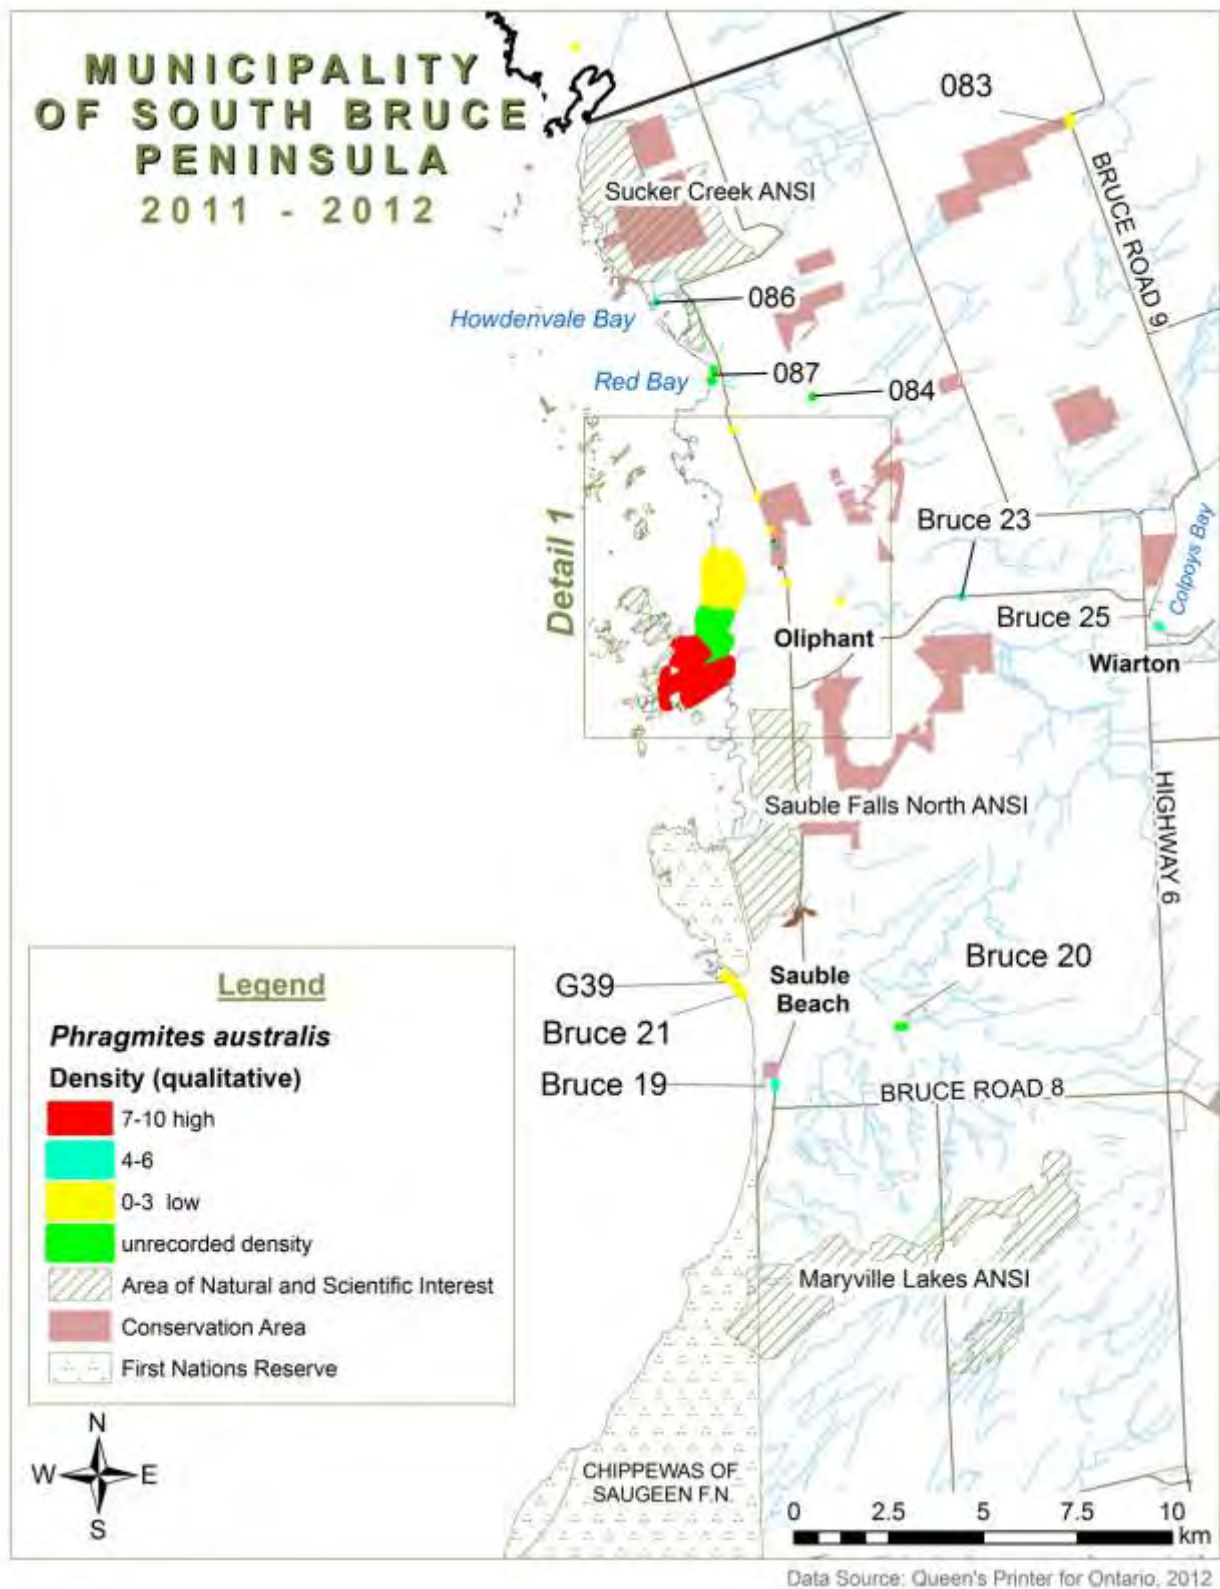 MUNICIPALITY
OF SOUTH BRUCE
PENINSULA
2011 - 2012
083
BRUCE ROAD 9
Sucker Creek ANSI
086
Howdenvale Bay
087
Red Bay
084
Detail 1
Bruce 23
Colpoys Bay
Bruce 25
Oliphant
Wiarton
HIGHWAY 6
Sauble Falls North ANSI
Bruce 20
Sauble
Beach
G39
Bruce 21
Bruce 19
BRUCE ROAD 8
Maryville Lakes ANSI
CHIPPEWAS OF
SAUGEEN F.N.
Legend
Phragmites australis
Density (qualitative)
7-10 high
4-6
0-3 low
unrecorded density
Area of Natural and Scientific Interest
Conservation Area
First Nations Reserve
N
W E
S
0 2.5 5 7.5 10
km
Data Source: Queen's Printer for Ontario, 2012